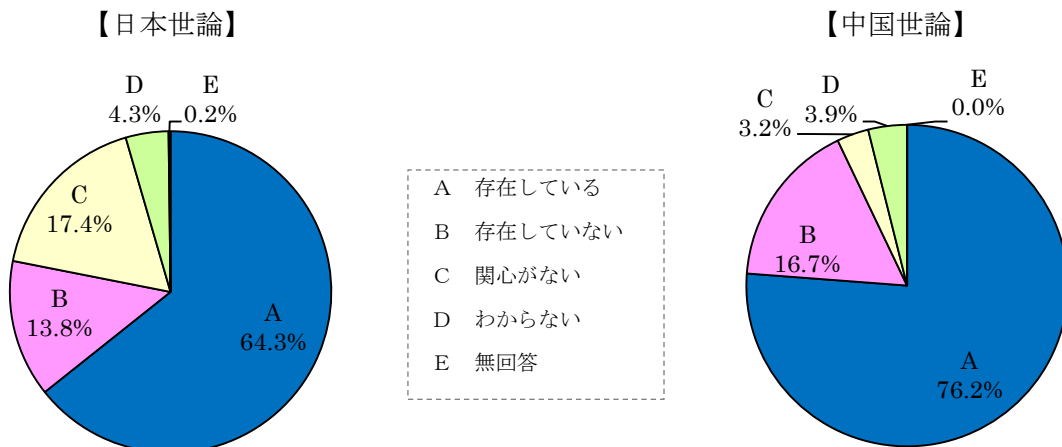 【日本世論】
D
4.3%
E
0.2%
C
17.4%
B
13.8%
A
64.3%
A 存在している
B 存在していない
C 関心がない
D わからない
E 無回答
【中国世論】
C
3.2%
D
3.9%
E
0.0%
B
16.7%
A
76.2%